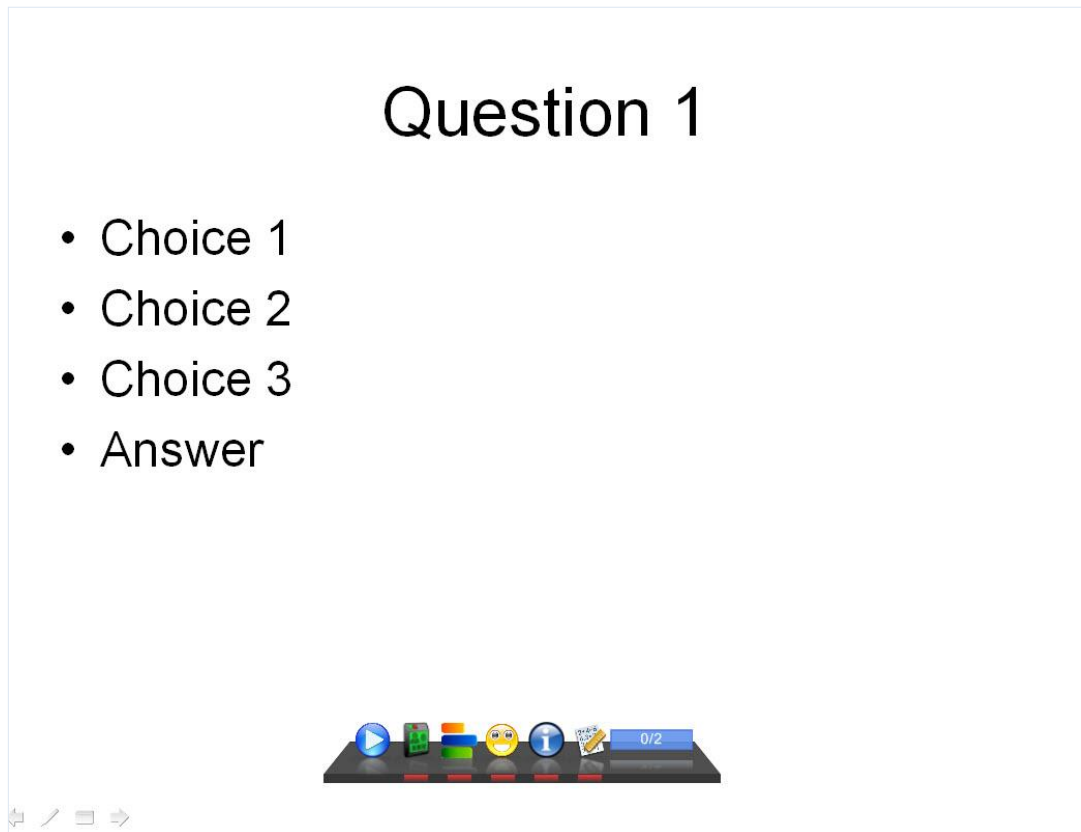 Question 1
• Choice 1
• Choice 2
• Choice 3
• Answer
0/2